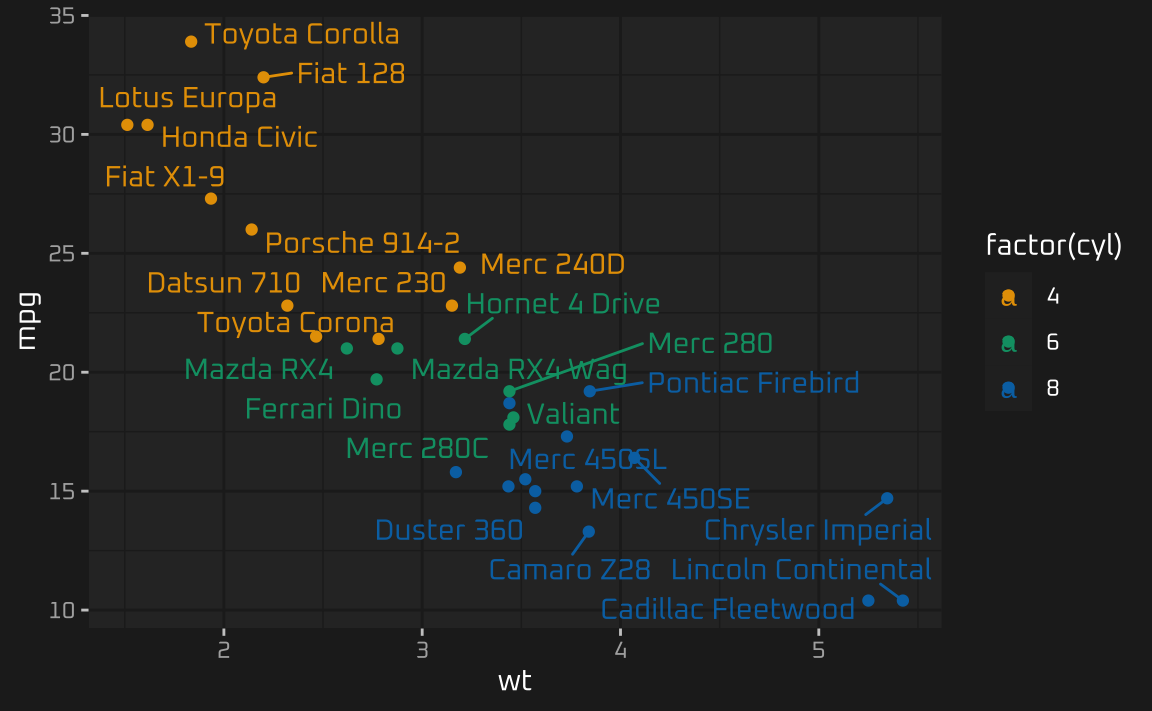 35
Toyota Corolla
Fiat 128
Lotus Europa
30
Honda Civic
Fiat X1-9
Porsche 914-2
25
Merc 240D
Datsun 710
Merc 230
Hornet 4 Drive
Toyota Corona
Merc 280
Mazda RX4
Mazda RX4 Wag
20
Pontiac Firebird
Ferrari Dino
Valiant
Merc 280C
Merc 450SL
15
Merc 450SE
Duster 360
Chrysler Imperial
Camaro Z28
Lincoln Continental
10
Cadillac Fleetwood
2
3
4
5
wt
mpg
factor(cyl)
a 4
a 6
a 8